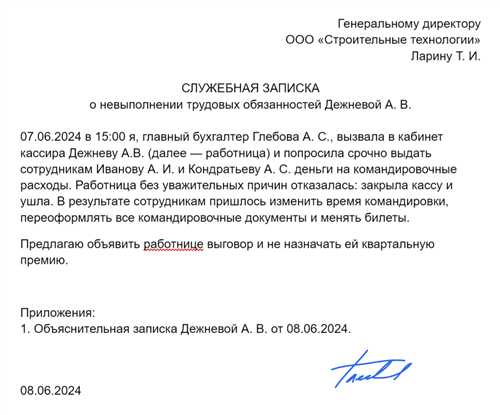 Генеральному директору
ООО «Строительные технологии»
Ларину Т. И.
СЛУЖЕБНАЯ ЗАПИСКА
о невыполнении трудовых обязанностей Дежневой А. В.
07.06.2024 в 15:00 я, главный бухгалтер Глебова А. С., вызвала в кабинет
кассира Дежневу А.В. (далее — работница) и попросила срочно выдать
сотрудникам Иванову А. И. и Кондратьеву А. С. деньги на командировочные
расходы. Работница без уважительных причин отказалась: закрыла кассу и
ушла. В результате сотрудникам пришлось изменить время командировки,
переоформлять все командировочные документы и менять билеты.
Предлагаю объявить работнице выговор и не назначать ей квартальную
премию.
Приложения:
1. Объяснительная записка Дежневой А. В. от 08.06.2024.
08.06.2024